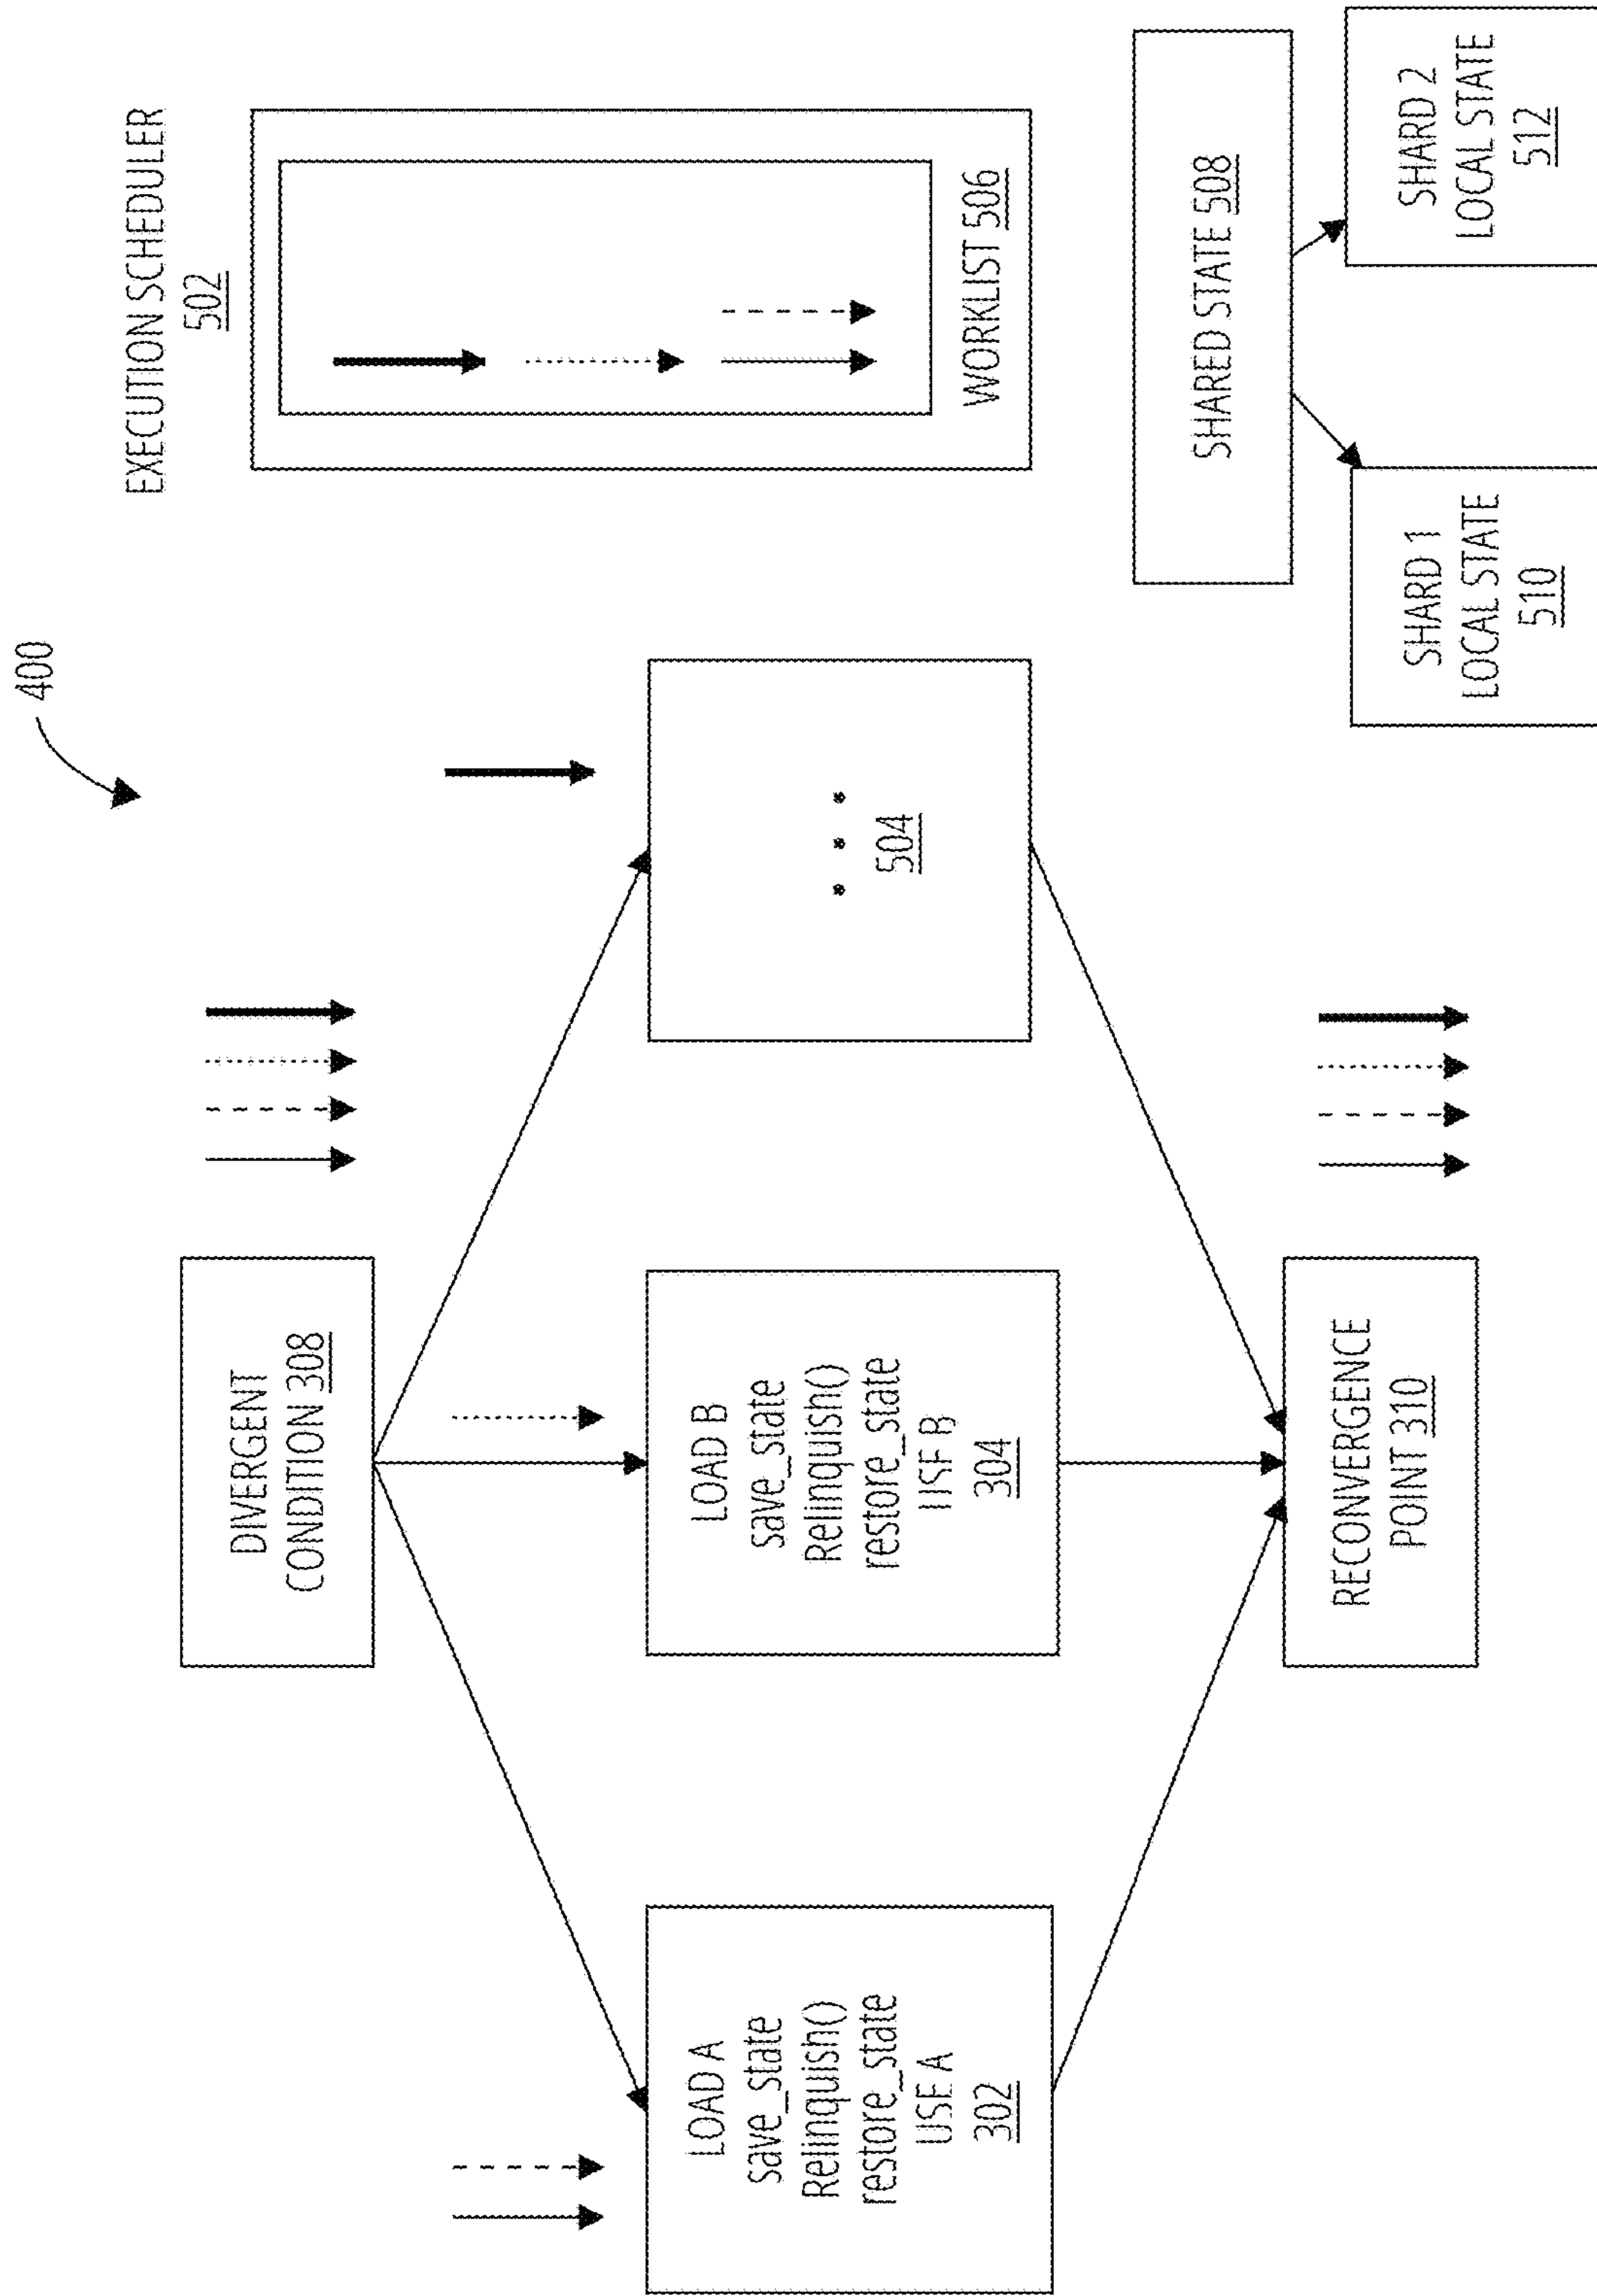 400
DIVERGENT
CONDITION 308
LOAD A
save_state
Relinquish()
restore_state
USE A
302
LOAD B
save_state
Relinquish()
restore_state
USE B
304
• • •
504
RECONVERGENCE
POINT 310
EXECUTION SCHEDULER
502
WORKLIST 506
SHARED STATE 508
SHARD 1
LOCAL STATE
510
SHARD 2
LOCAL STATE
512